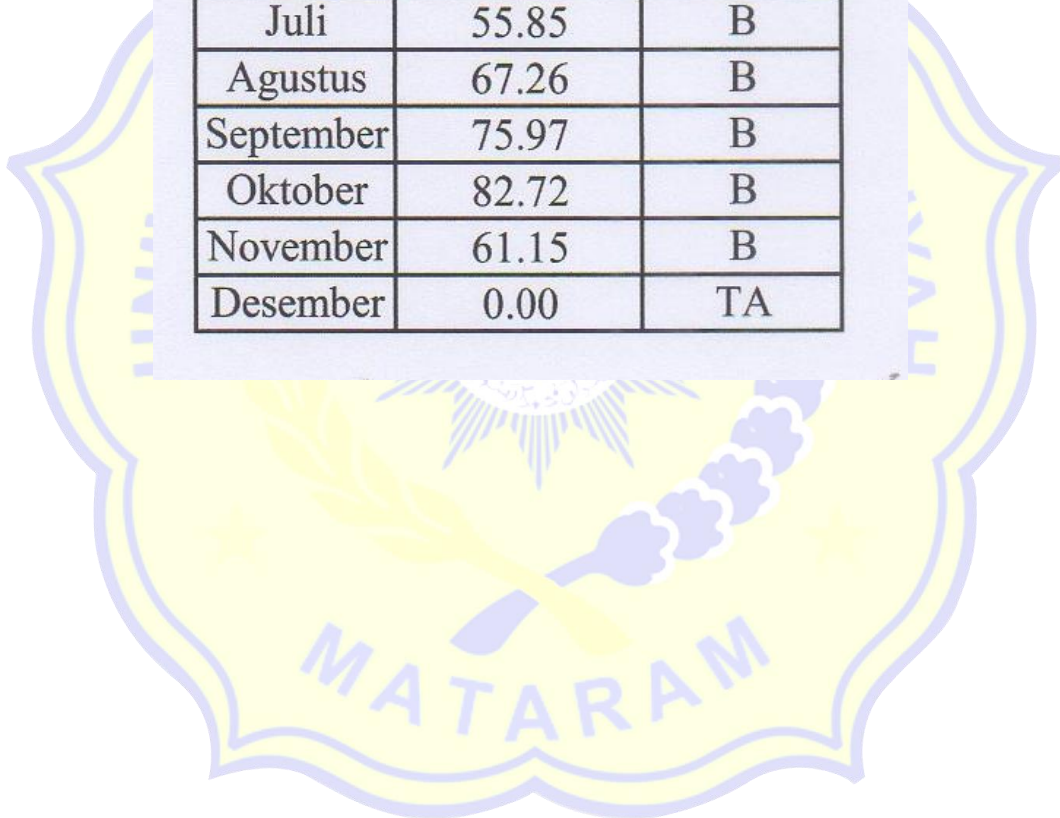 Juli 55.85 B
Agustus 67.26 B
September 75.97 B
Oktober 82.72 B
November 61.15 B
Desember 0.00 TA
MATARAM